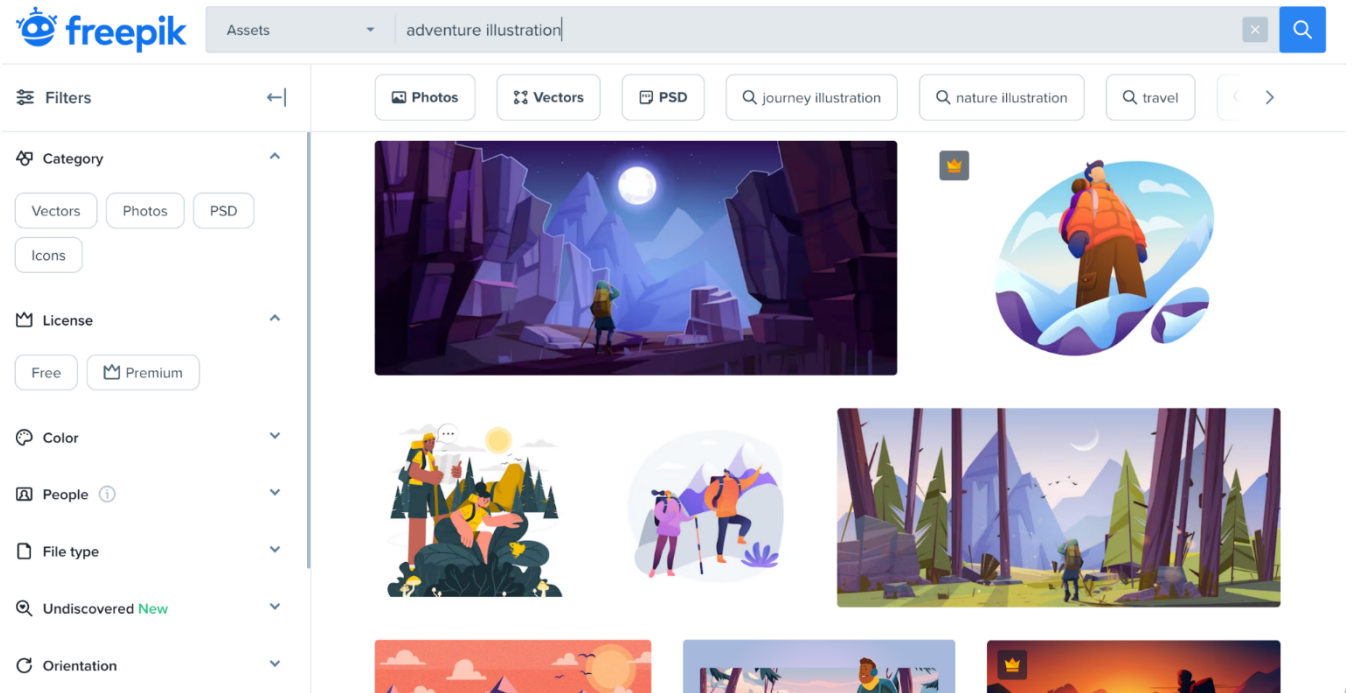 freepik
Assets
adventure illustration
Filters
Photos
Vectors
PSD
journey illustration
nature illustration
travel
Category
Vectors
Photos
PSD
Icons
License
Free
Premium
Color
People
File type
Undiscovered New
Orientation